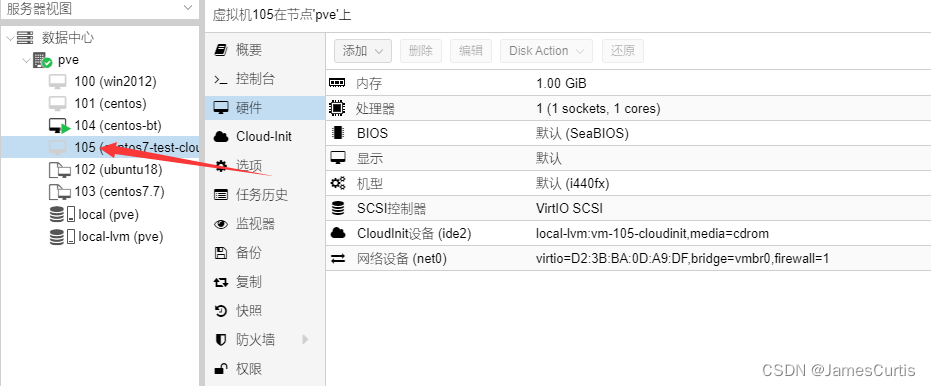 服务器视图
数据中心
pve
100 (win2012)
101 (centos)
104 (centos-bt)
105 (centos7-test-clou
102 (ubuntu18)
103 (centos7.7)
local (pve)
local-lvm (pve)
虚拟机105在节点'pve'上
概要
控制台
硬件
Cloud-Init
选项
任务历史
监视器
备份
复制
快照
防火墙
权限
添加 删除 编辑 Disk Action 还原
内存 1.00 GiB
处理器 1 (1 sockets, 1 cores)
BIOS 默认 (SeaBIOS)
显示 默认
机型 默认 (i440fx)
SCSI控制器 VirtIO SCSI
CloudInit设备 (ide2) local-lvm:vm-105-cloudinit,media=cdrom
网络设备 (net0) virtio=D2:3B:BA:0D:A9:DF,bridge=vmbr0,firewall=1
CSDN @JamesCurtis